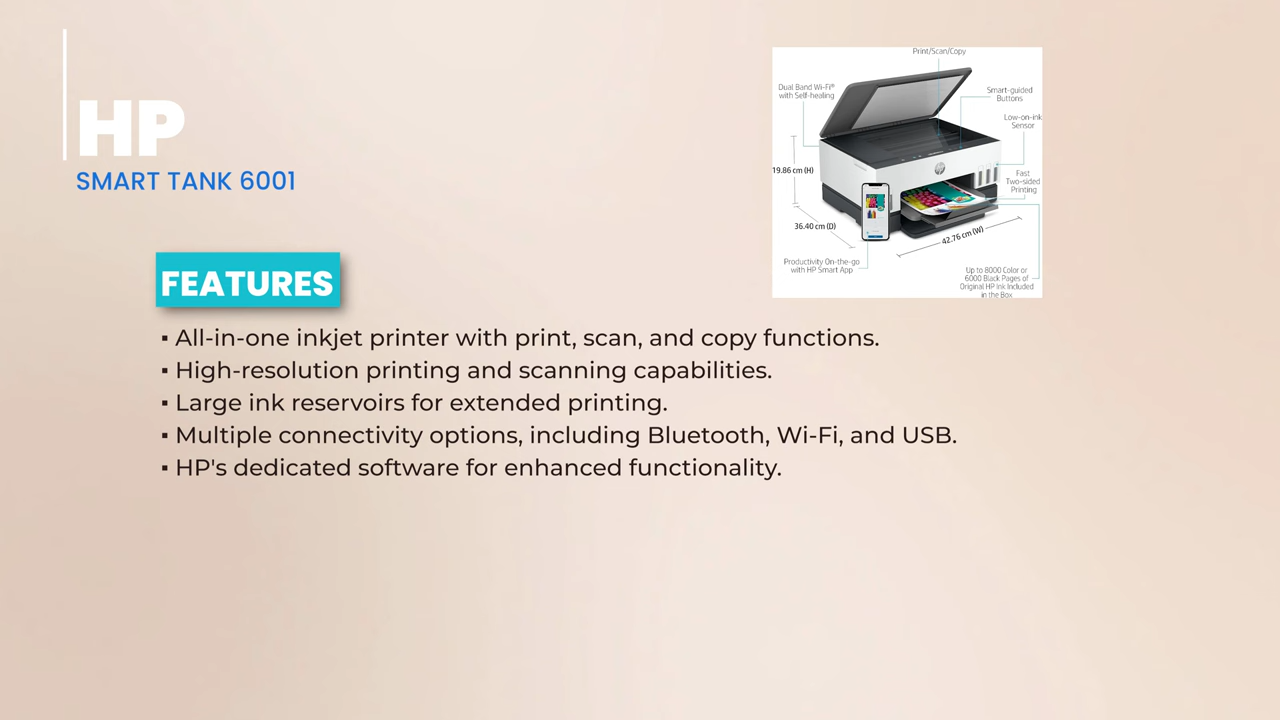 HP
SMART TANK 6001
Print/Scan/Copy
Dual Band Wi-Fi®
with Self-healing
Smart-guided
Buttons
Low-on-ink
Sensor
19.86 cm (H)
Fast
Two-sided
Printing
36.40 cm (D)
42.76 cm (W)
Productivity On-the-go
with HP Smart App
Up to 8000 Color or
6000 Black Pages of
Original HP Ink Included
in the Box
FEATURES
▪ All-in-one inkjet printer with print, scan, and copy functions.
▪ High-resolution printing and scanning capabilities.
▪ Large ink reservoirs for extended printing.
▪ Multiple connectivity options, including Bluetooth, Wi-Fi, and USB.
▪ HP's dedicated software for enhanced functionality.